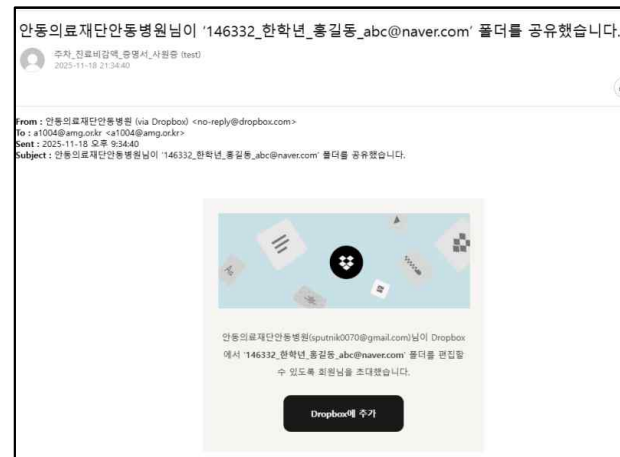 안동의료재단안동병원님이 ‘146332_한학년_홍길동_abc@naver.com’ 폴더를 공유했습니다.
주차_진료비감액_증명서_사원증 (test)
2025-11-18 21:34:40
From : 안동의료재단안동병원 (via Dropbox) <no-reply@dropbox.com>
To : a1004@amg.or.kr <a1004@amg.or.kr>
Sent : 2025-11-18 오후 9:34:40
Subject : 안동의료재단안동병원님이 ‘146332_한학년_홍길동_abc@naver.com’ 폴더를 공유했습니다.
Aa
안동의료재단안동병원(sputnik0070@gmail.com)님이 Dropbox
에서 ‘146332_한학년_홍길동_abc@naver.com’ 폴더를 편집할
수 있도록 회원님을 초대했습니다.
Dropbox에 추가